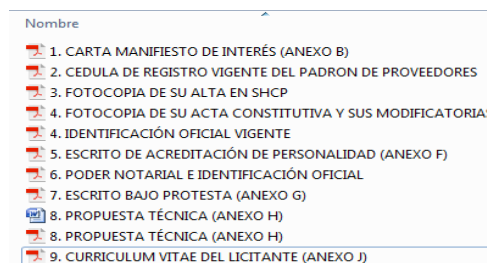 Nombre
1. CARTA MANIFIESTO DE INTERÉS (ANEXO B)
2. CEDULA DE REGISTRO VIGENTE DEL PADRON DE PROVEEDORES
3. FOTOCOPIA DE SU ALTA EN SHCP
4. FOTOCOPIA DE SU ACTA CONSTITUTIVA Y SUS MODIFICATORIAS
4. IDENTIFICACIÓN OFICIAL VIGENTE
5. ESCRITO DE ACREDITACIÓN DE PERSONALIDAD (ANEXO F)
6. PODER NOTARIAL E IDENTIFICACIÓN OFICIAL
7. ESCRITO BAJO PROTESTA (ANEXO G)
8. PROPUESTA TÉCNICA (ANEXO H)
8. PROPUESTA TÉCNICA (ANEXO H)
9. CURRICULUM VITAE DEL LICITANTE (ANEXO J)